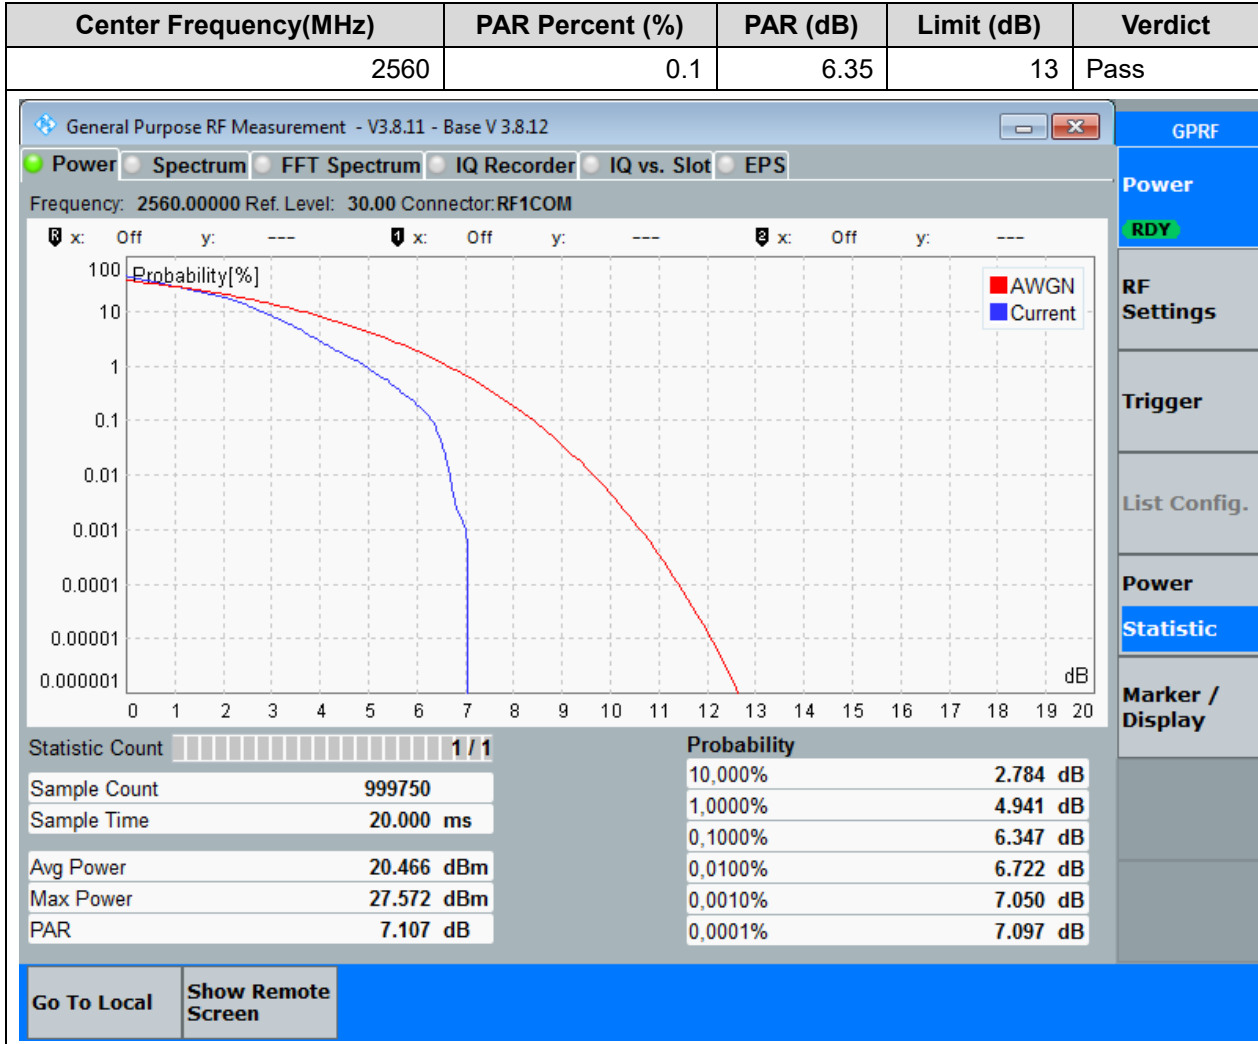 Center Frequency(MHz) PAR Percent (%) PAR (dB) Limit (dB) Verdict
2560 0.1 6.35 13 Pass
General Purpose RF Measurement - V3.8.11 - Base V 3.8.12
GPRF
Power Spectrum FFT Spectrum IQ Recorder IQ vs. Slot EPS
Frequency: 2560.00000 Ref. Level: 30.00 Connector:RF1COM
R x: Off y: --- 1 x: Off y: --- 2 x: Off y: ---
Probability[%]
AWGN
Current
100
10
1
0.1
0.01
0.001
0.0001
0.00001
0.000001
dB
0 1 2 3 4 5 6 7 8 9 10 11 12 13 14 15 16 17 18 19 20
Statistic Count 1 / 1
Sample Count 999750
Sample Time 20.000 ms
Avg Power 20.466 dBm
Max Power 27.572 dBm
PAR 7.107 dB
Probability
10,000% 2.784 dB
1,0000% 4.941 dB
0,1000% 6.347 dB
0,0100% 6.722 dB
0,0010% 7.050 dB
0,0001% 7.097 dB
Power
RDY
RF
Settings
Trigger
List Config.
Power
Statistic
Marker /
Display
Go To Local
Show Remote
Screen